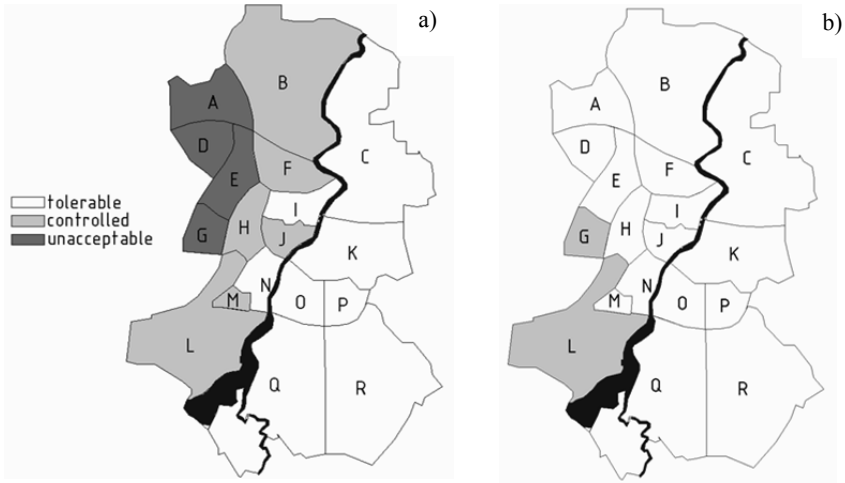 a)
b)
B
B
A
A
D
D
F
F
C
C
E
E
tolerable
controlled
unacceptable
I
I
G
G
H
H
J
J
K
K
N
N
M
M
O
O
P
P
L
L
Q
Q
R
R